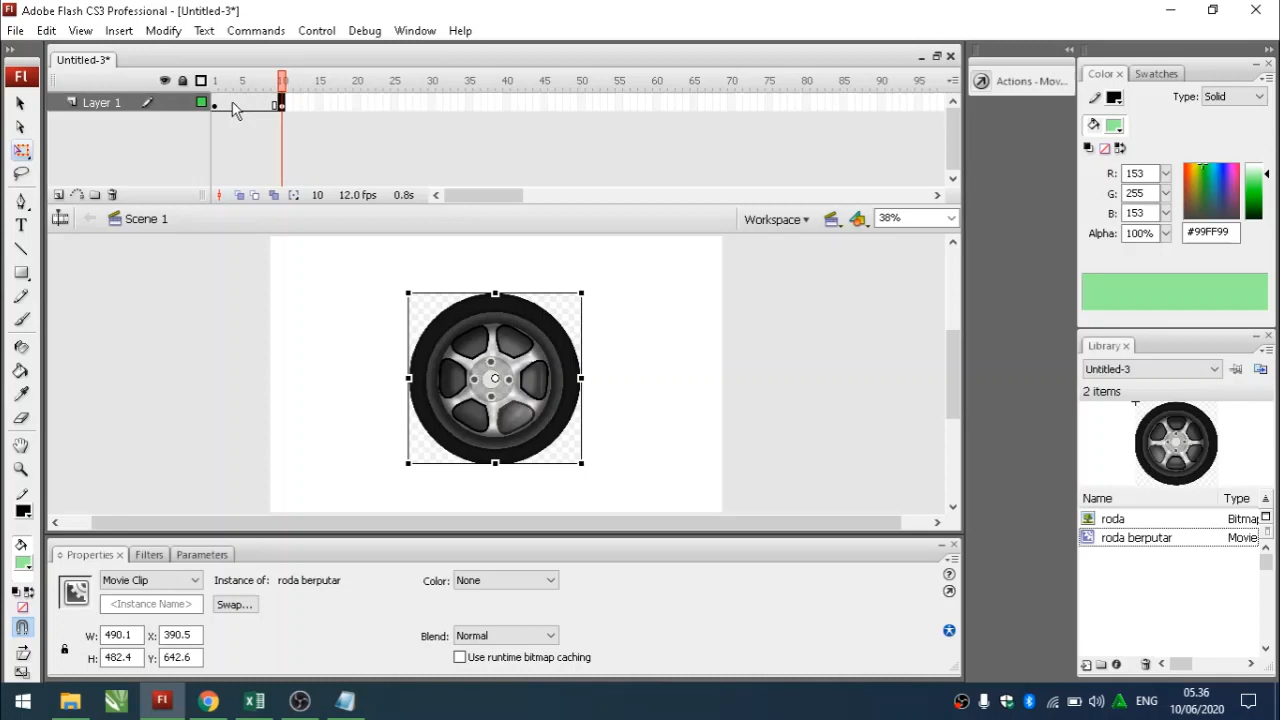 Adobe Flash CS3 Professional - [Untitled-3*]
File Edit View Insert Modify Text Commands Control Debug Window Help
Untitled-3*
1 5 10 15 20 25 30 35 40 45 50 55 60 65 70 75 80 85 90 95
Layer 1
10 12.0 fps 0.8s
Scene 1
Workspace
38%
Properties × Filters Parameters
Movie Clip
Instance of: roda berputar
<Instance Name>
Swap...
W: 490.1 X: 390.5
H: 482.4 Y: 642.6
Color: None
Blend: Normal
Use runtime bitmap caching
Fl
Actions - Mov...
Color × Swatches
Type: Solid
R: 153
G: 255
B: 153
Alpha: 100%
#99FF99
Library ×
Untitled-3
2 items
Name Type
roda Bitma
roda berputar Movie
ENG
05.36
10/06/2020